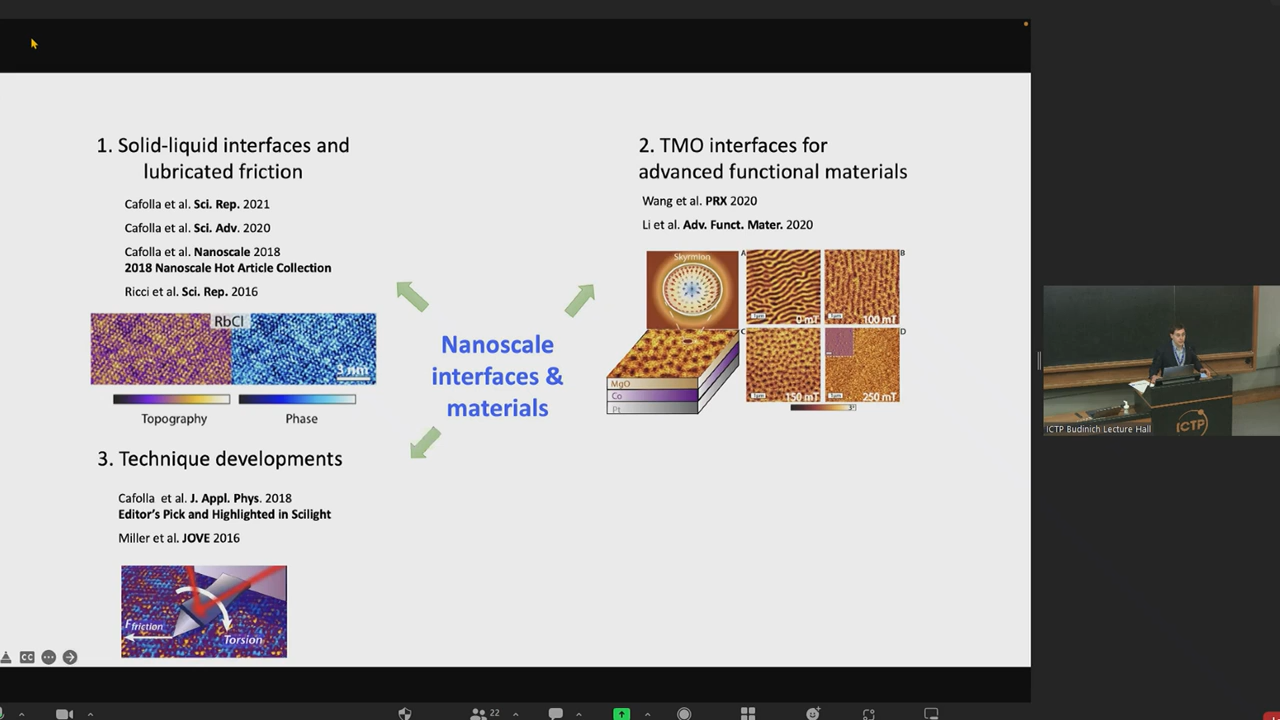 1. Solid-liquid interfaces and
lubricated friction
Cafolla et al. Sci. Rep. 2021
Cafolla et al. Sci. Adv. 2020
Cafolla et al. Nanoscale 2018
2018 Nanoscale Hot Article Collection
Ricci et al. Sci. Rep. 2016
RbCl
3 nm
Topography
Phase
2. TMO interfaces for
advanced functional materials
Wang et al. PRX 2020
Li et al. Adv. Funct. Mater. 2020
Skyrmion
MgO
Co
Pt
A
B
C
D
0 mT
100 mT
150 mT
250 mT
Nanoscale
interfaces &
materials
3. Technique developments
Cafolla et al. J. Appl. Phys. 2018
Editor's Pick and Highlighted in Scilight
Miller et al. JOVE 2016
Ffriction
Torsion
CC
22
ICTP
ICTP Budinich Lecture Hall